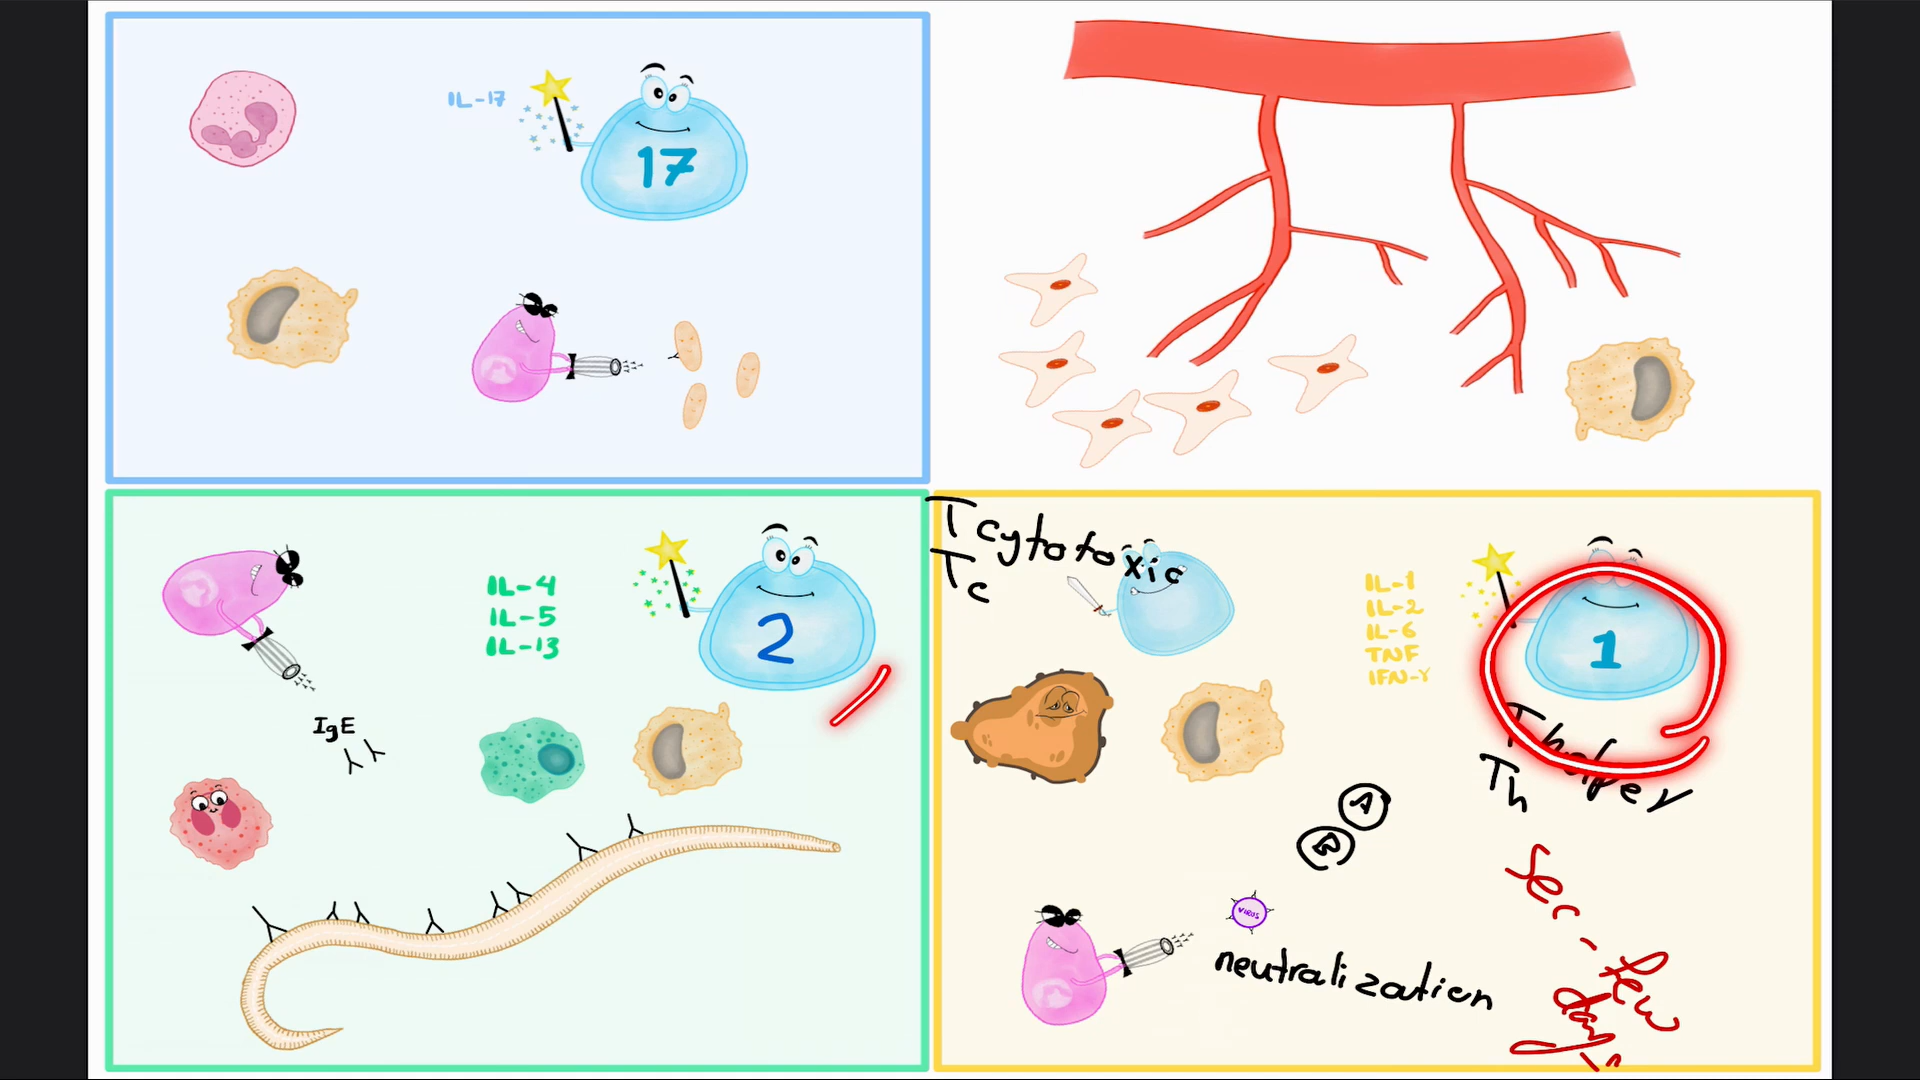 IL-17
17
IL-4
IL-5
IL-13
2
IgE
T cytotoxic
Tc
IL-1
IL-2
IL-6
TNF
IFN-γ
1
T helper
Th
A
B
VIRUS
neutralization
Sec - few